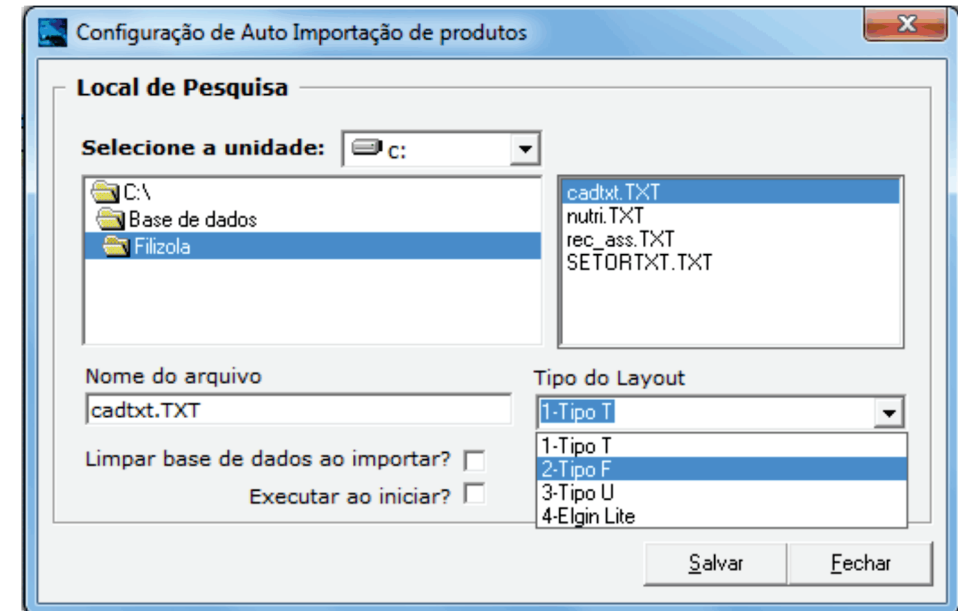 Configuração de Auto Importação de produtos
Local de Pesquisa
Selecione a unidade:
c:
C:\
Base de dados
Filizola
cadtxt.TXT
nutri.TXT
rec_ass.TXT
SETORTXT.TXT
Nome do arquivo
cadtxt.TXT
Tipo do Layout
1-Tipo T
1-Tipo T
2-Tipo F
3-Tipo U
4-Elgin Lite
Limpar base de dados ao importar?
Executar ao iniciar?
Salvar
Fechar